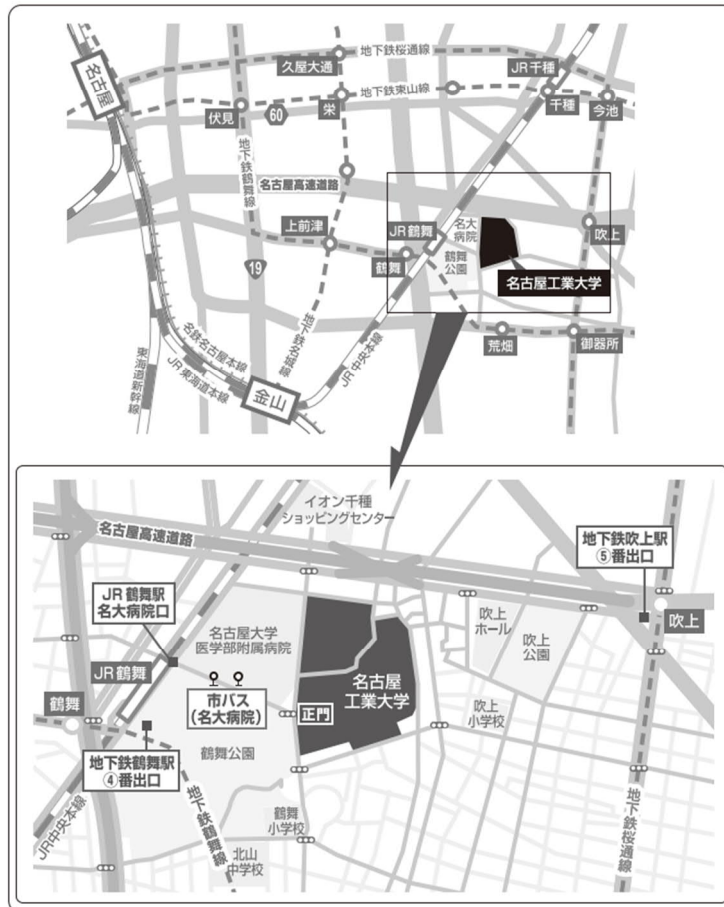 地下鉄桜通線
久屋大通
JR千種
名古屋
地下鉄東山線
伏見
60
栄
千種
今池
地下鉄鶴舞線
名古屋高速道路
上前津
JR鶴舞
名大
病院
吹上
鶴舞
鶴舞
公園
名古屋工業大学
19
名鉄名古屋本線
地下鉄名城線
JR中央本線
荒畑
御器所
東海道新幹線
JR東海道本線
金山
イオン千種
ショッピングセンター
名古屋高速道路
地下鉄吹上駅
⑤番出口
JR鶴舞駅
名大病院口
名古屋大学
医学部附属病院
吹上
ホール
吹上
公園
吹上
JR鶴舞
名古屋
工業大学
市バス
(名大病院)
鶴舞
正門
吹上
小学校
鶴舞公園
地下鉄鶴舞駅
④番出口
地下鉄鶴舞線
JR中央本線
鶴舞
小学校
地下鉄桜通線
北山
中学校